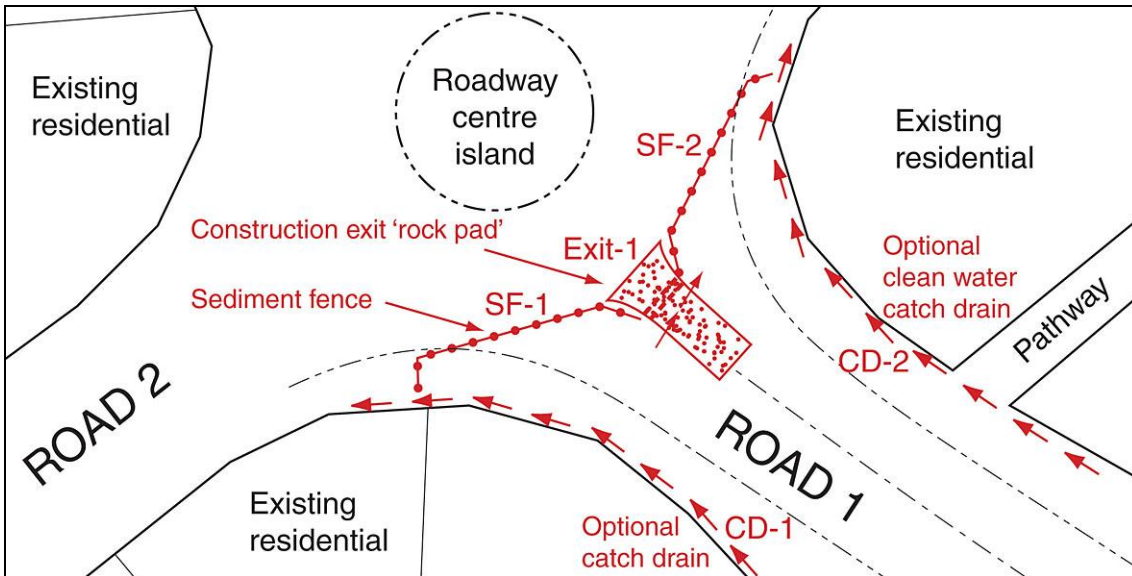 Existing
residential
Roadway
centre
island
SF-2
Existing
residential
Construction exit ‘rock pad’
Exit-1
Optional
clean water
catch drain
Sediment fence
SF-1
Pathway
CD-2
ROAD 2
ROAD 1
Existing
residential
Optional
catch drain
CD-1